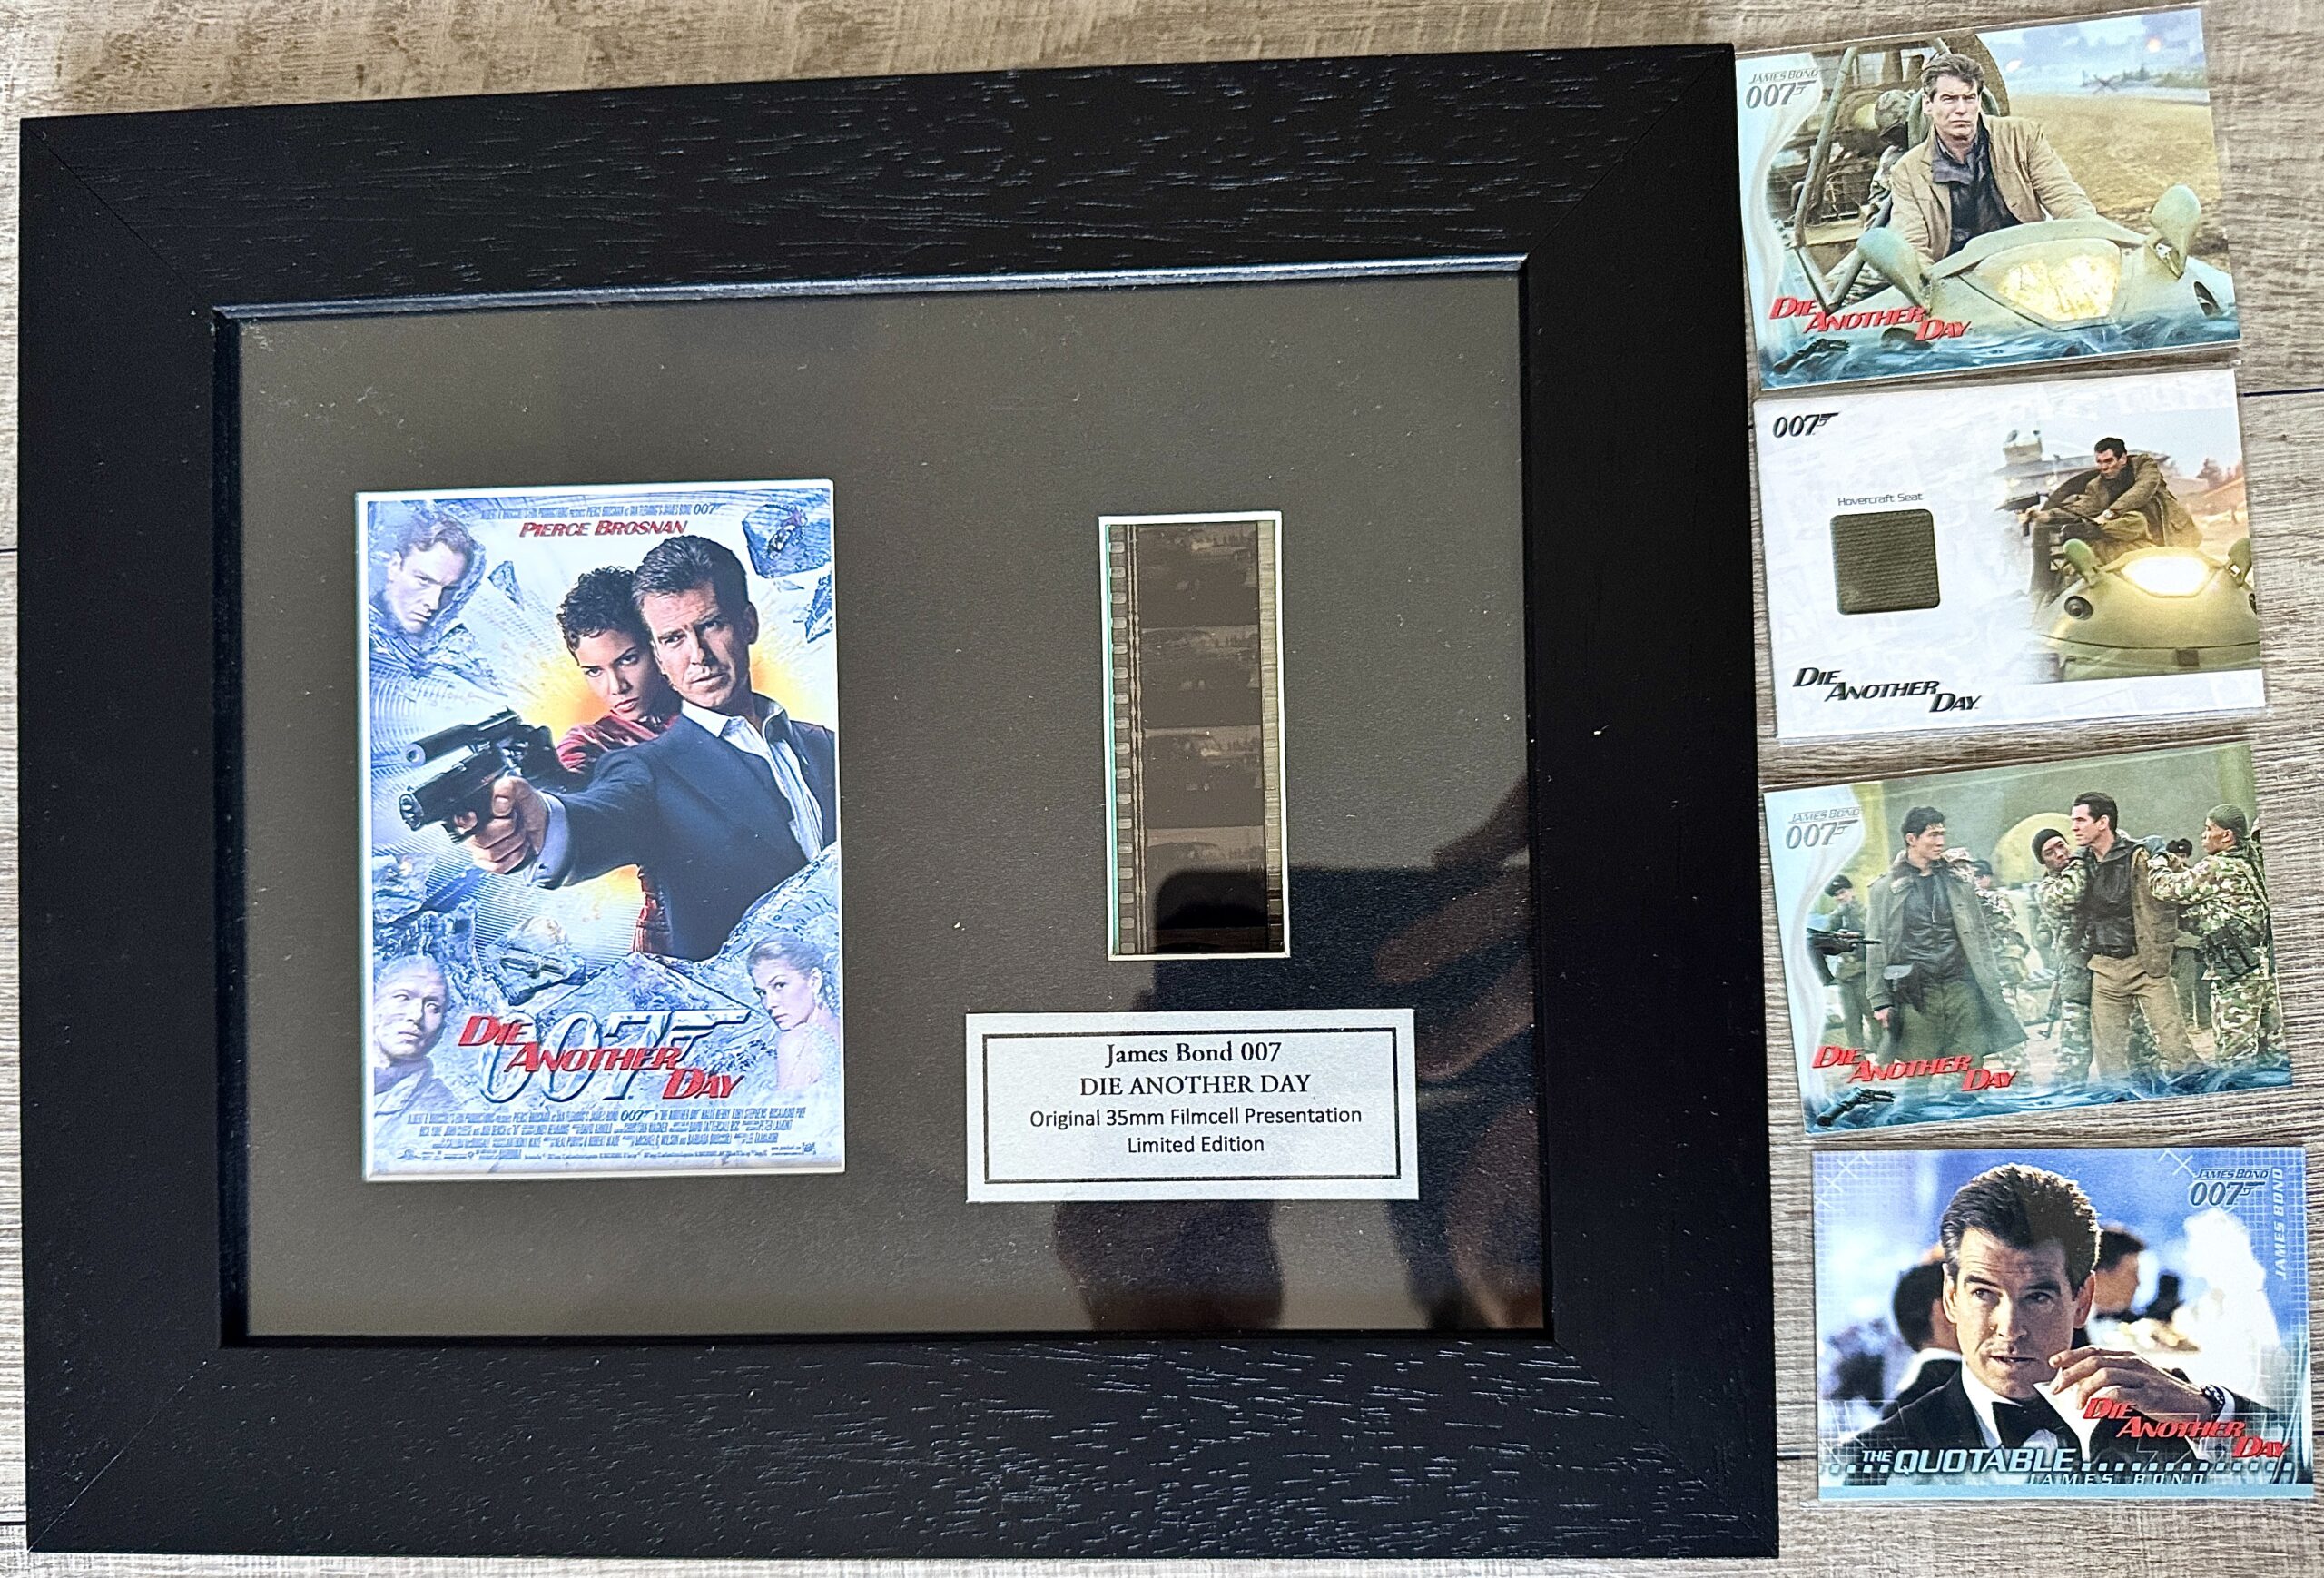 PIERCE BROSNAN
007
DIE
ANOTHER
DAY
007
James Bond 007
DIE ANOTHER DAY
Original 35mm Filmcell Presentation
Limited Edition
JAMES BOND
007
DIE
ANOTHER
DAY
007
Hovercraft Seat
DIE
ANOTHER
DAY
JAMES BOND
007
DIE
ANOTHER
DAY
JAMES BOND
007
JAMES BOND
DIE
ANOTHER
DAY
THE QUOTABLE
JAMES BOND